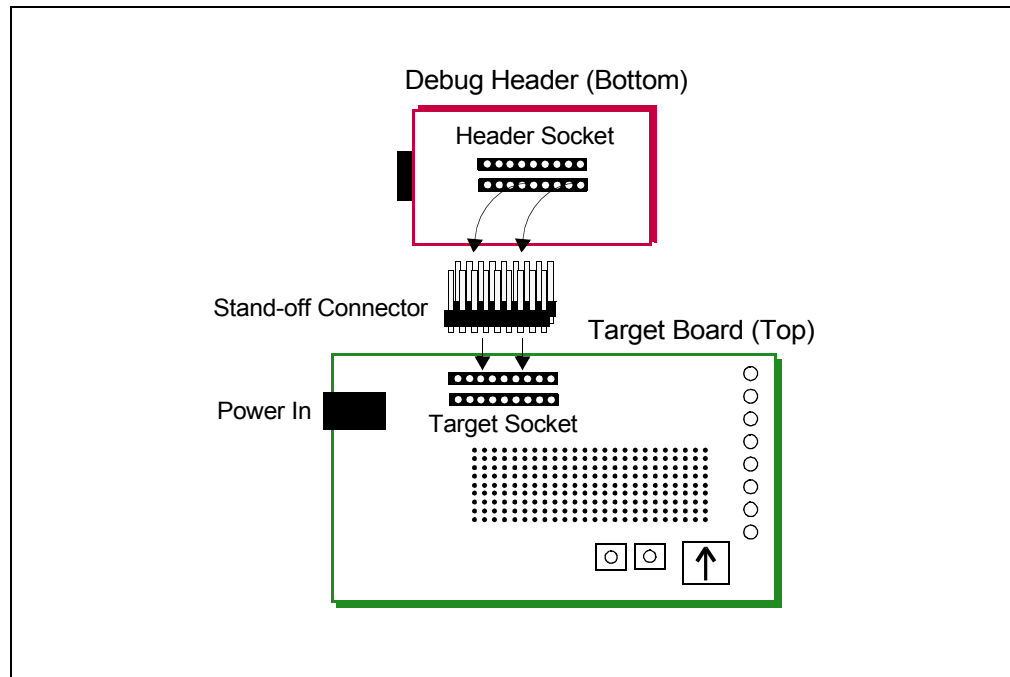 Debug Header (Bottom)
Header Socket
Stand-off Connector
Target Board (Top)
Power In
Target Socket